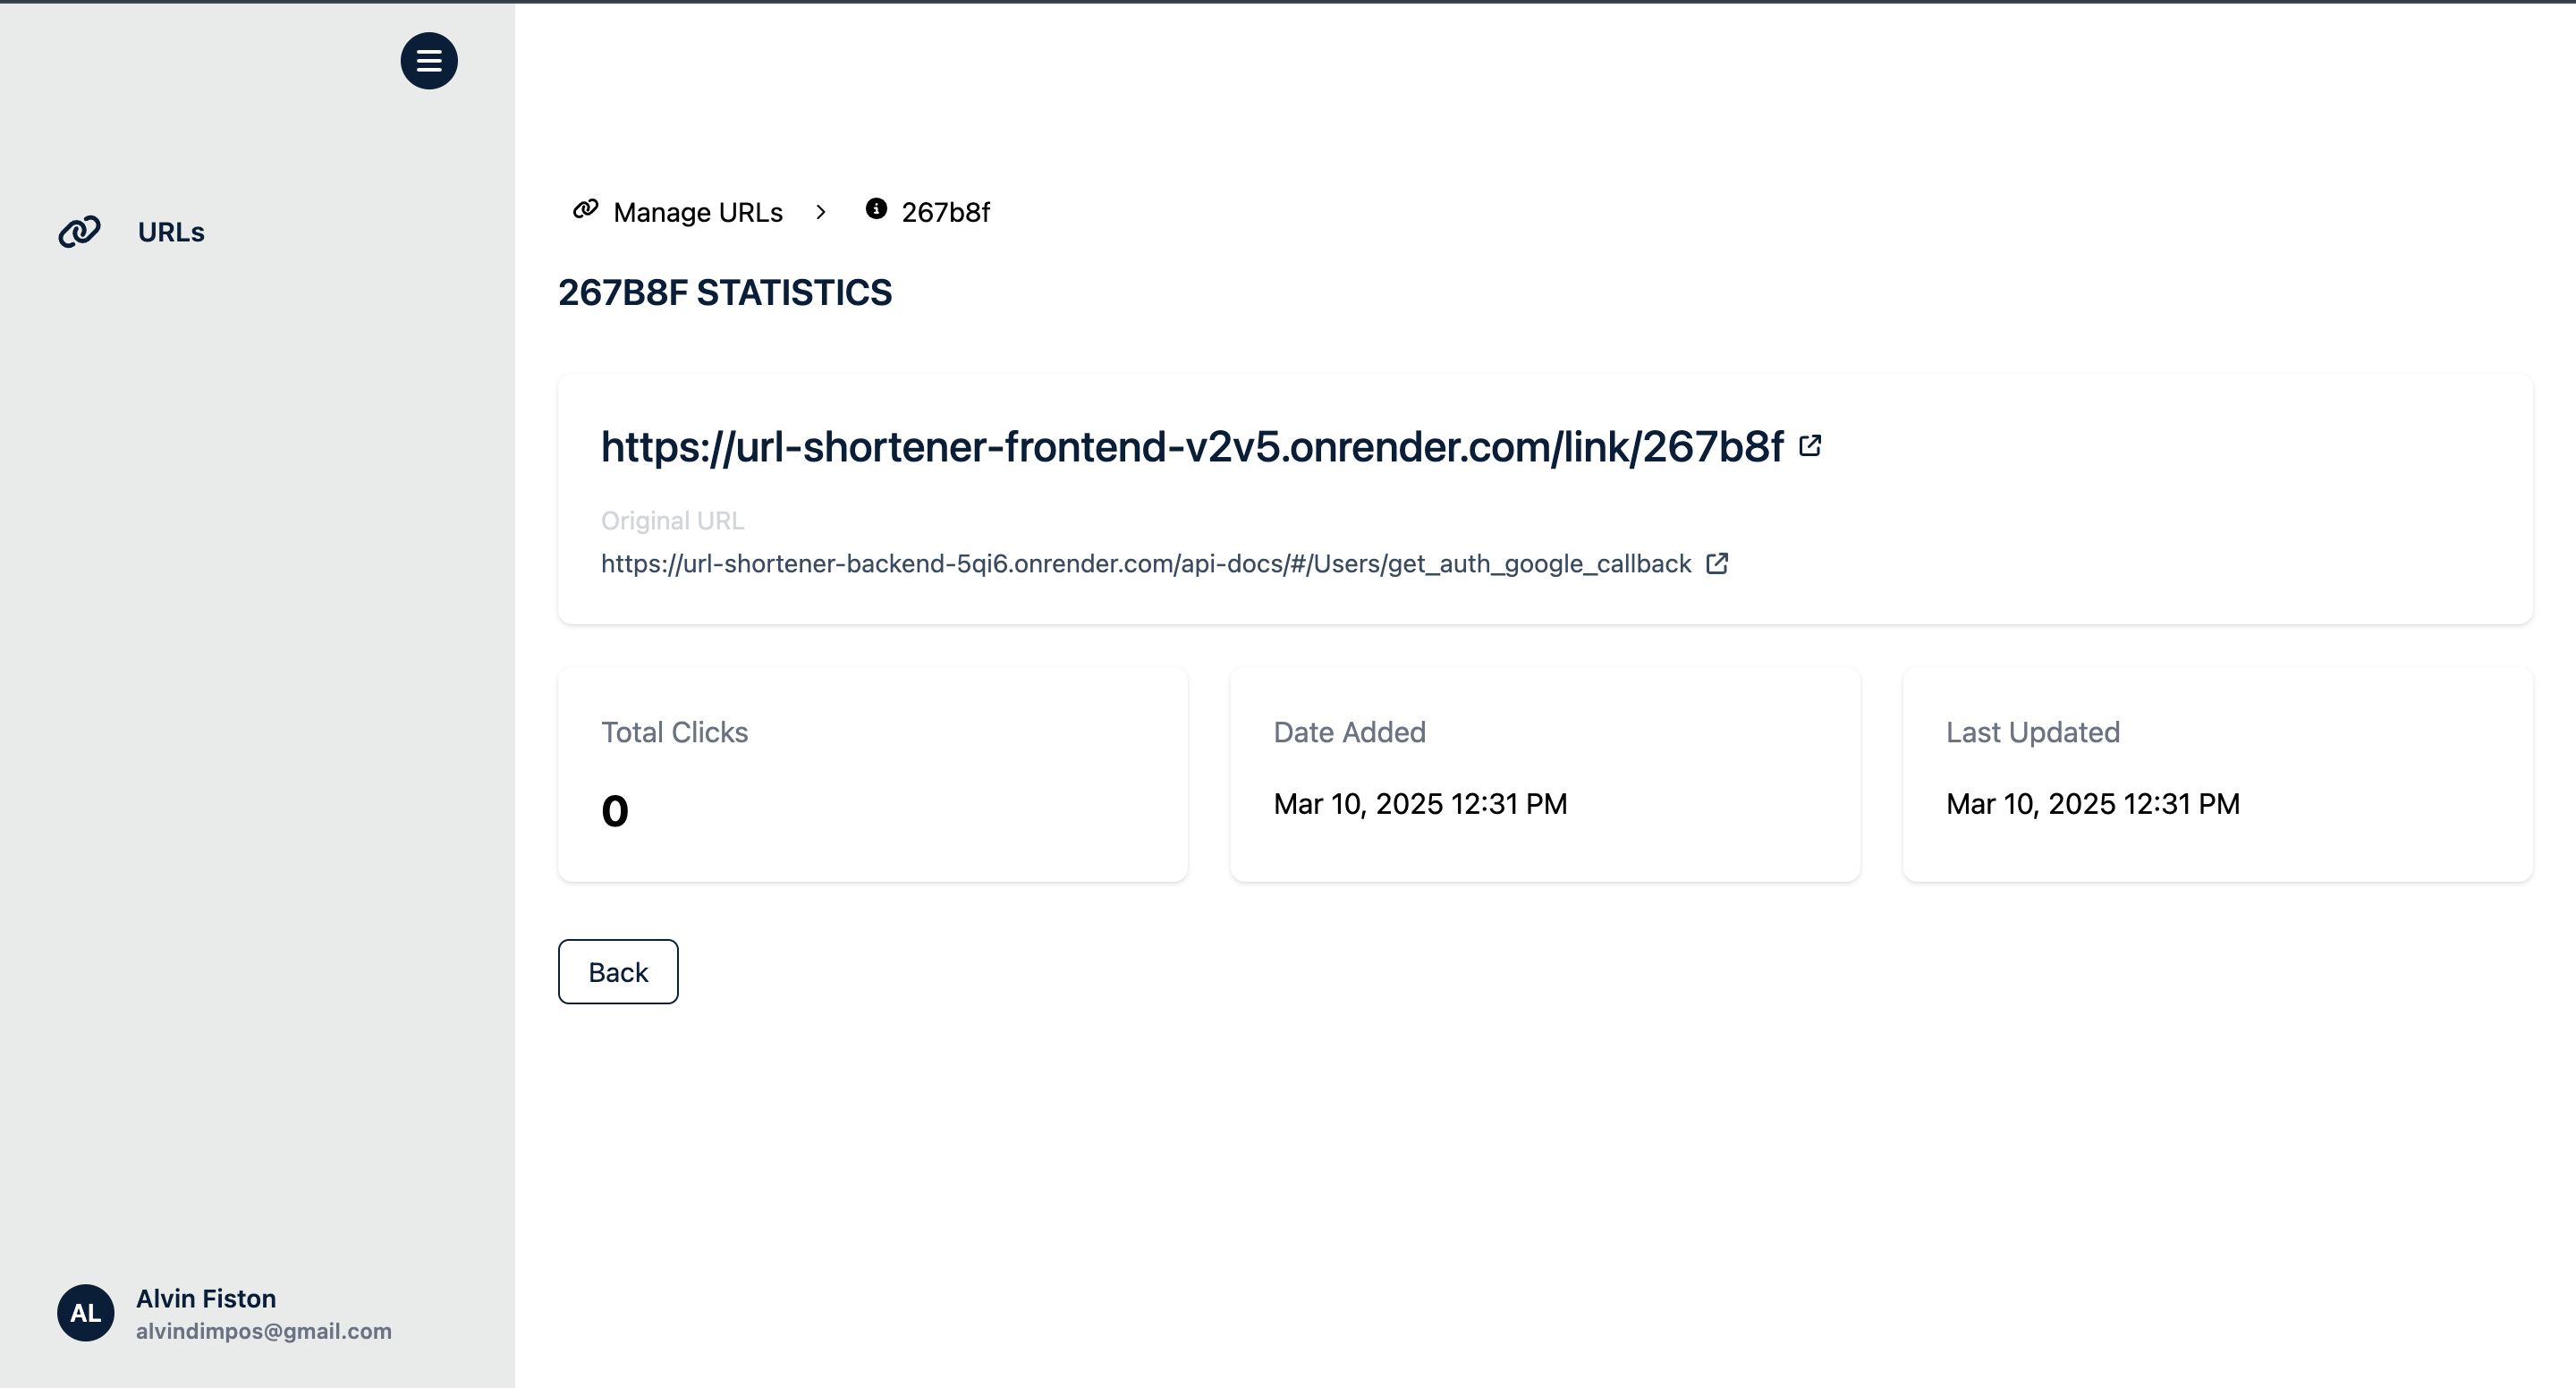 URLs
Manage URLs > 267b8f
267B8F STATISTICS
https://url-shortener-frontend-v2v5.onrender.com/link/267b8f
Original URL
https://url-shortener-backend-5qi6.onrender.com/api-docs/#/Users/get_auth_google_callback
Total Clicks
0
Date Added
Mar 10, 2025 12:31 PM
Last Updated
Mar 10, 2025 12:31 PM
Back
AL
Alvin Fiston
alvindimpos@gmail.com